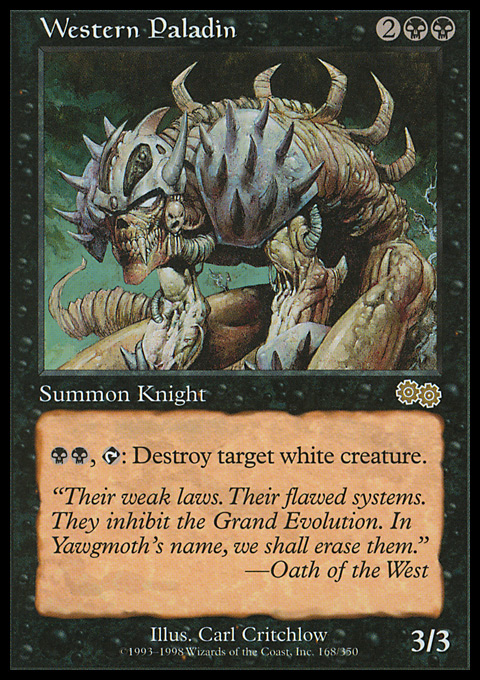 Western Paladin 2
Summon Knight
, : Destroy target white creature.
“Their weak laws. Their flawed systems.
They inhibit the Grand Evolution. In
Yawgmoth’s name, we shall erase them.”
—Oath of the West
Illus. Carl Critchlow
©1993–1998 Wizards of the Coast, Inc. 168/350
3/3